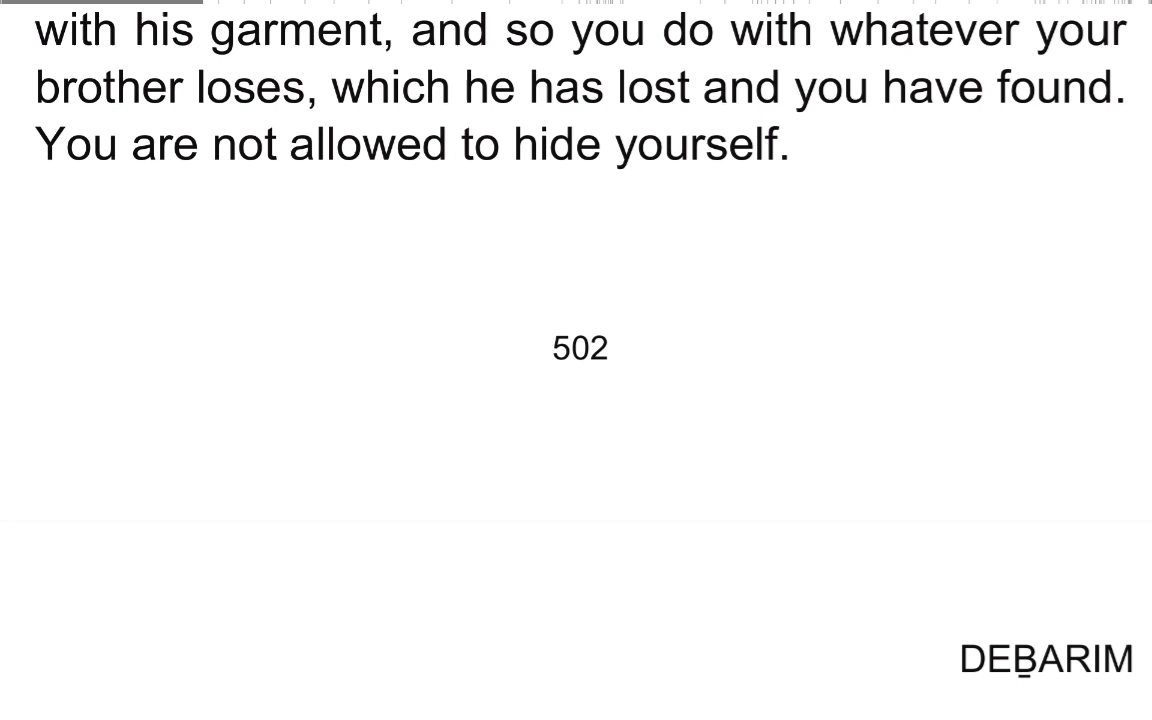 with his garment, and so you do with whatever your
brother loses, which he has lost and you have found.
You are not allowed to hide yourself.
502
DEḆARIM